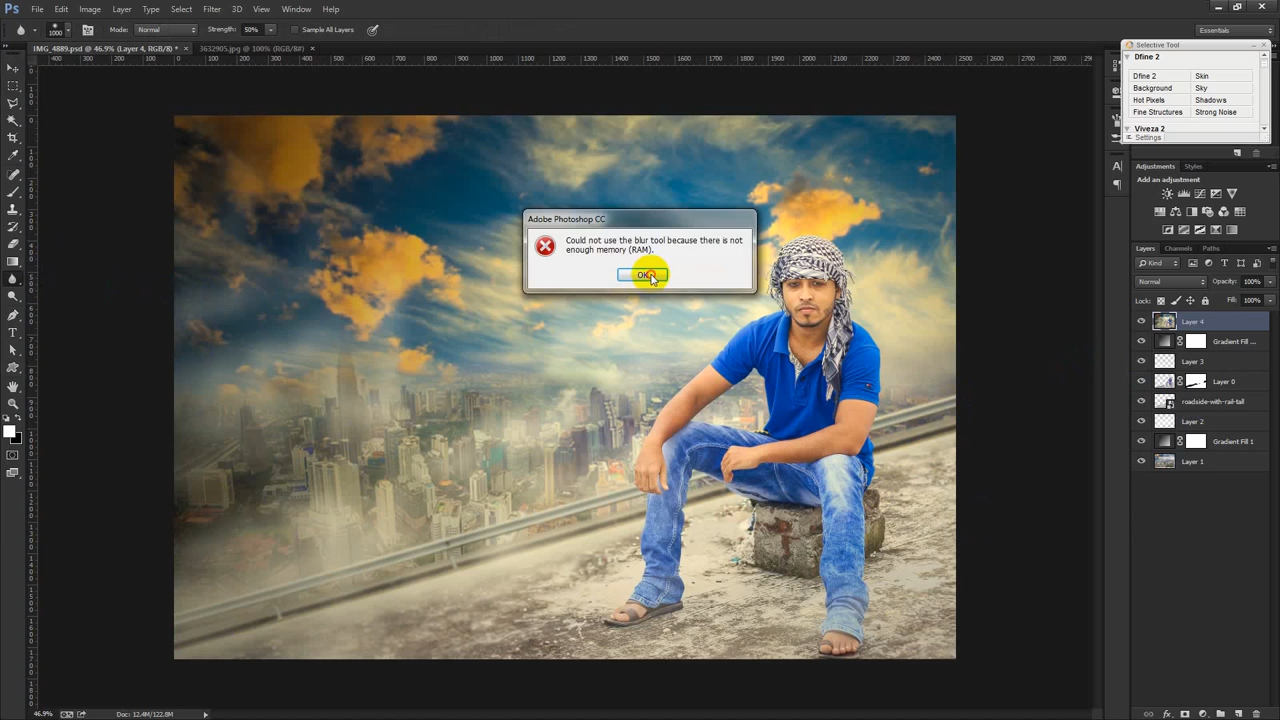 Ps File Edit Image Layer Type Select Filter 3D View Window Help
1000 Mode: Normal Strength: 50% Sample All Layers Essentials
IMG_4889.psd @ 46.9% (Layer 4, RGB/8) * × 3632905.jpg @ 100% (RGB/8#) ×
Selective Tool
Dfine 2
Dfine 2 Skin
Background Sky
Hot Pixels Shadows
Fine Structures Strong Noise
Viveza 2
Settings
Adjustments Styles
Add an adjustment
Adobe Photoshop CC
Could not use the blur tool because there is not
enough memory (RAM).
OK
Layers Channels Paths
Kind
Normal Opacity: 100%
Lock: Fill: 100%
Layer 4
Gradient Fill ...
Layer 3
Layer 0
roadside-with-rail-tall
Layer 2
Gradient Fill 1
Layer 1
46.9% Doc: 12.4M/122.8M